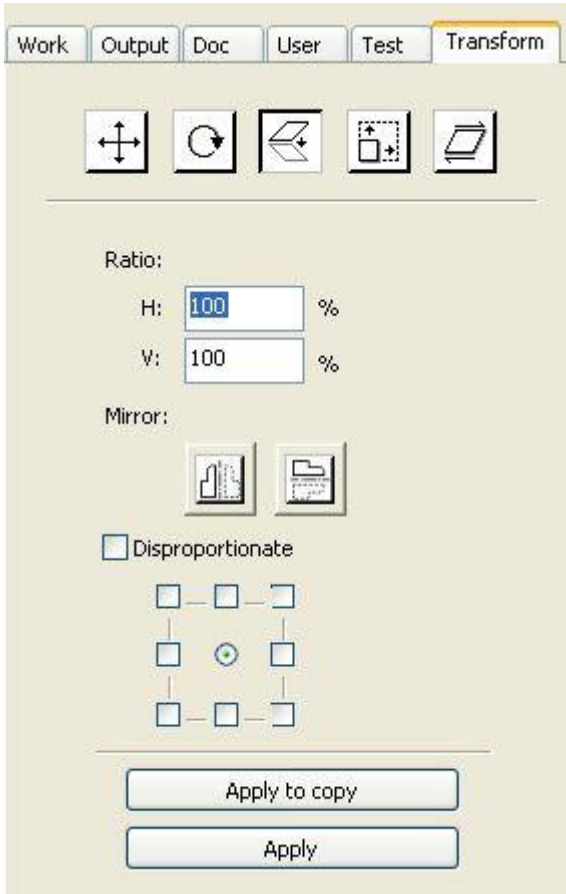 Work Output Doc User Test Transform
Ratio:
H: 100 %
V: 100 %
Mirror:
Disproportionate
Apply to copy
Apply